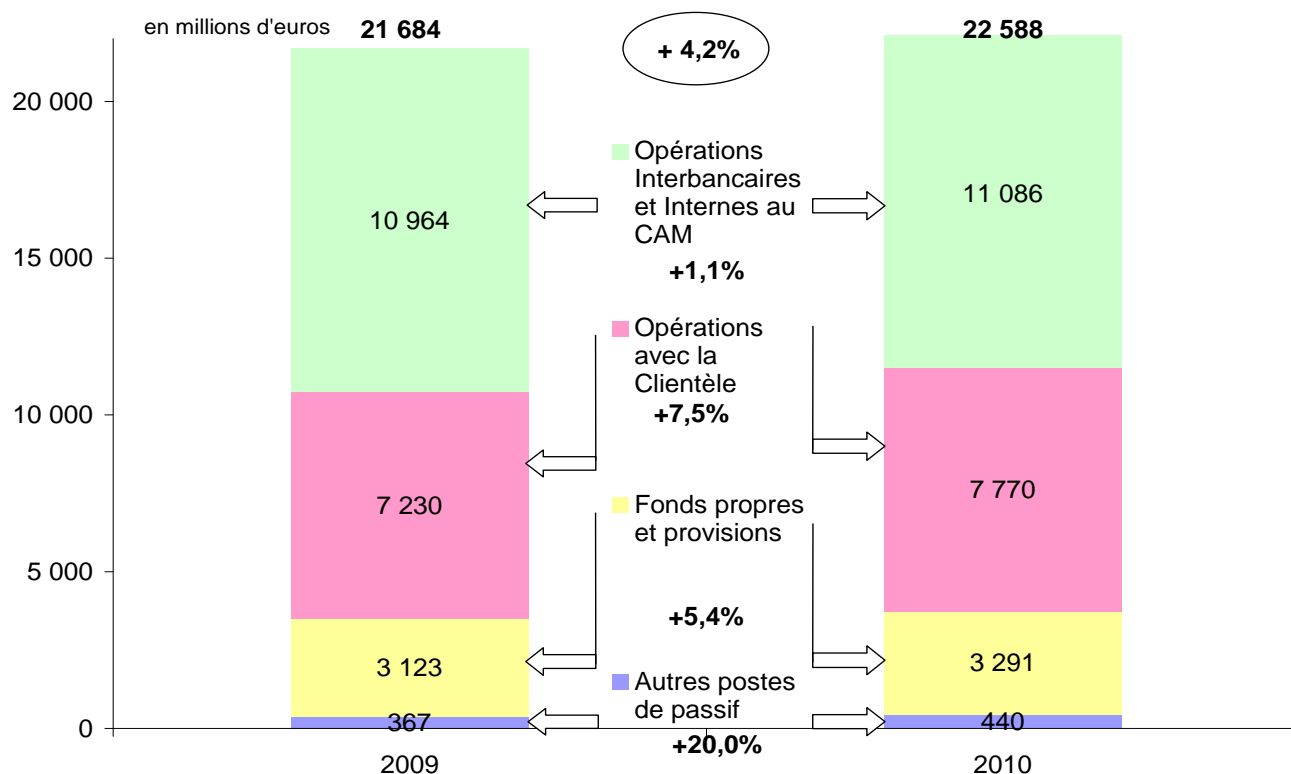 en millions d'euros
21 684
+ 4,2%
22 588
20 000
15 000
10 000
5 000
0
10 964
7 230
3 123
367
Opérations
Interbancaires
et Internes au
CAM
+1,1%
Opérations
avec la
Clientèle
+7,5%
Fonds propres
et provisions
+5,4%
Autres postes
de passif
+20,0%
11 086
7 770
3 291
440
2009
2010